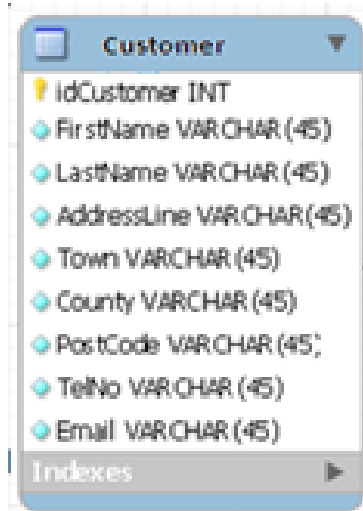 Customer
idCustomer INT
FirstName VARCHAR(45)
LastName VARCHAR(45)
AddressLine VARCHAR(45)
Town VARCHAR(45)
County VARCHAR(45)
PostCode VARCHAR(45)
TelNo VARCHAR(45)
Email VARCHAR(45)
Indexes